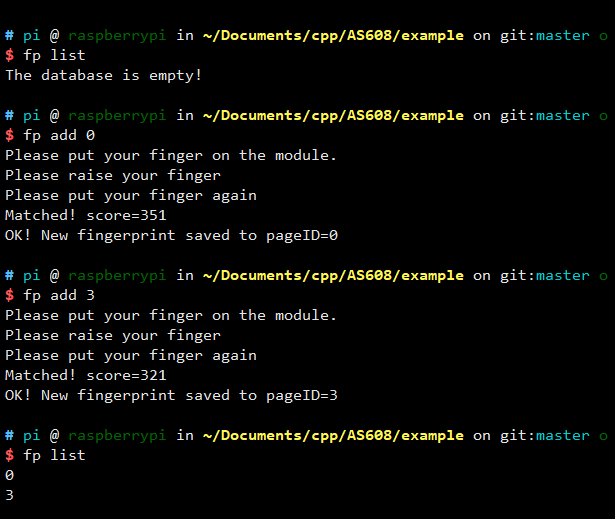 # pi @ raspberrypi in ~/Documents/cpp/AS608/example on git:master o
$ fp list
The database is empty!
# pi @ raspberrypi in ~/Documents/cpp/AS608/example on git:master o
$ fp add 0
Please put your finger on the module.
Please raise your finger
Please put your finger again
Matched! score=351
OK! New fingerprint saved to pageID=0
# pi @ raspberrypi in ~/Documents/cpp/AS608/example on git:master o
$ fp add 3
Please put your finger on the module.
Please raise your finger
Please put your finger again
Matched! score=321
OK! New fingerprint saved to pageID=3
# pi @ raspberrypi in ~/Documents/cpp/AS608/example on git:master o
$ fp list
0
3